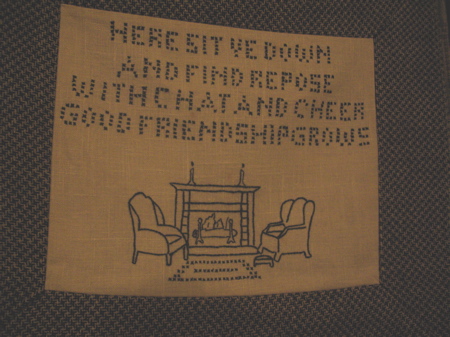 HERE SIT YE DOWN
AND FIND REPOSE
WITH CHAT AND CHEER
GOOD FRIENDSHIP GROWS